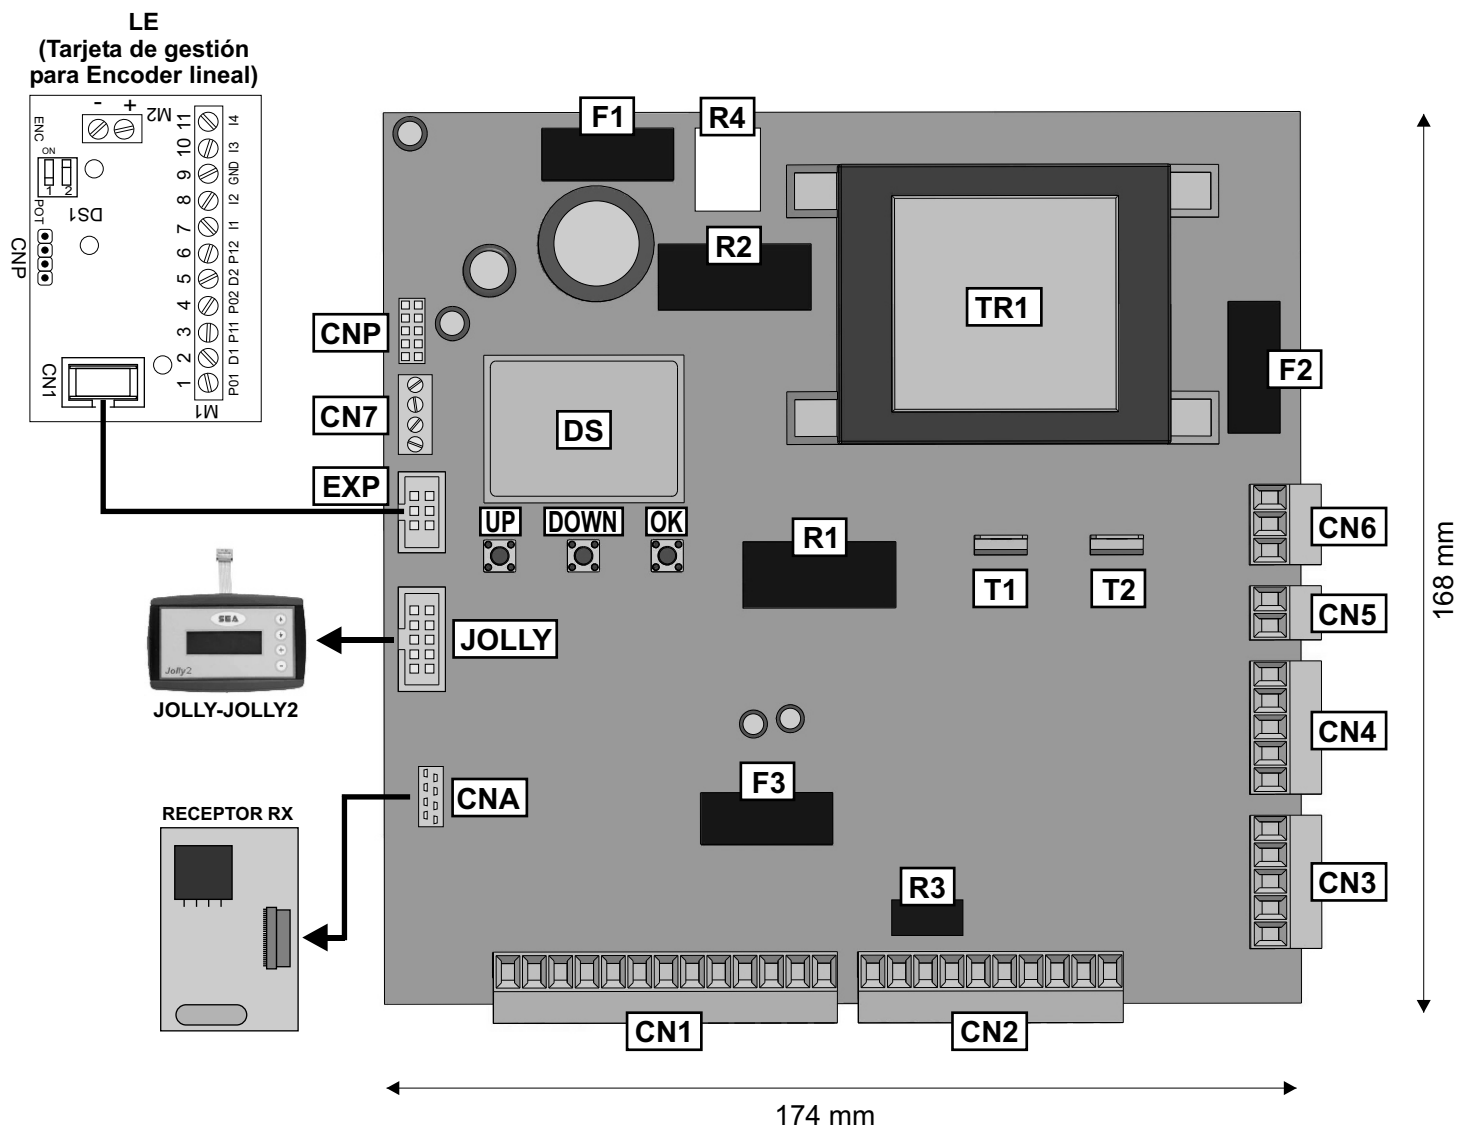 LE
(Tarjeta de gestión
para Encoder lineal)
- +
M2
ENC
ON
1 2
DS1
POT
CNP
CN1
11 I4
10 I3
9 GND
8 I2
7 I1
6 P12
5 D2
4 P02
3 P11
2 D1
1 P01
M1
F1
R4
R2
TR1
F2
CNP
CN7
DS
EXP
UP
DOWN
OK
R1
T1
T2
CN6
CN5
CN4
CN3
JOLLY
SEA
Jolly2
JOLLY-JOLLY2
CNA
F3
R3
RECEPTOR RX
CN1
CN2
168 mm
174 mm